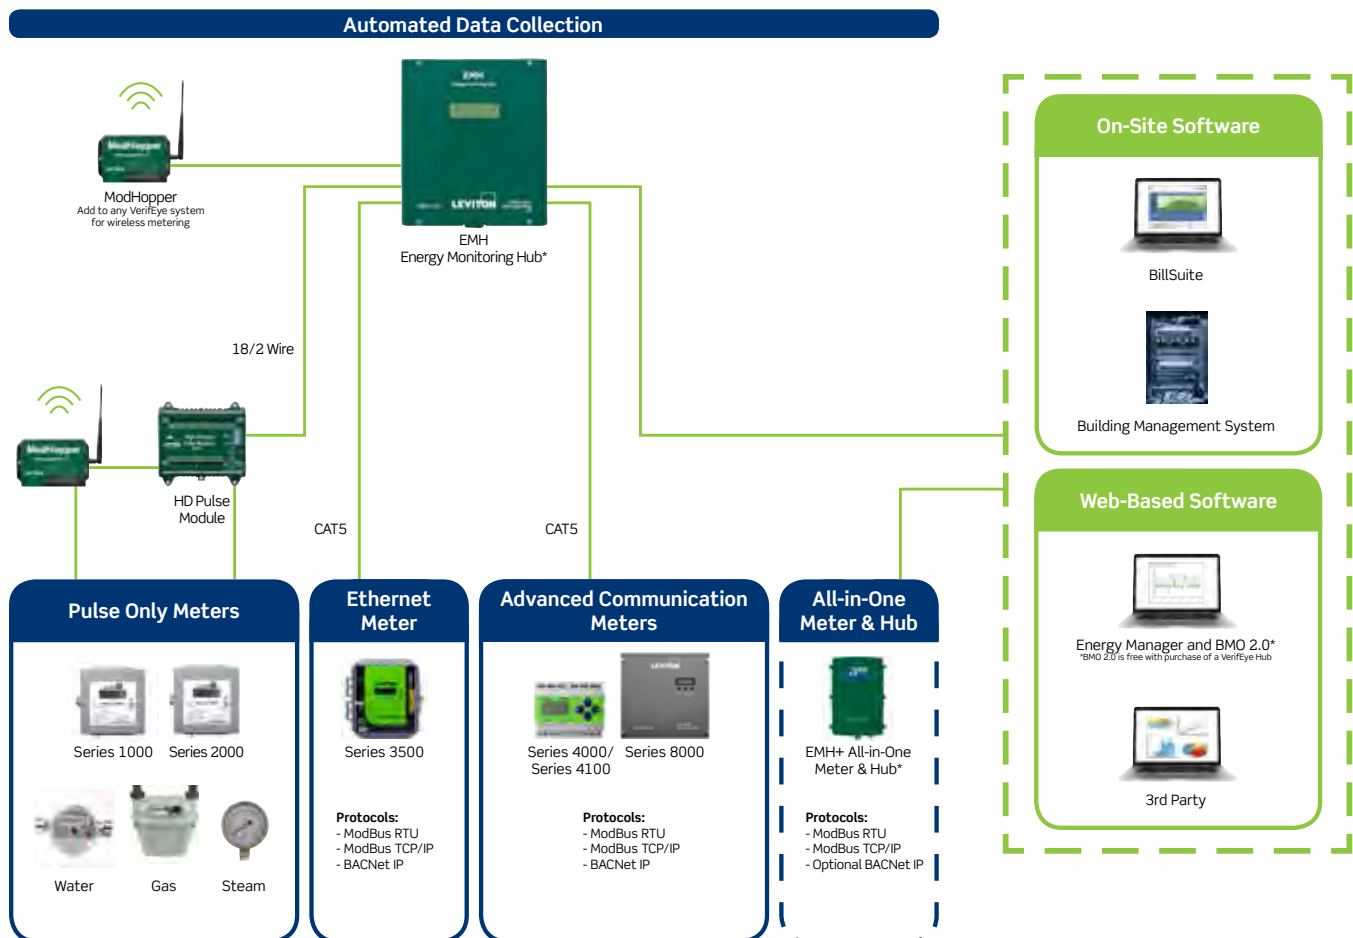 Automated Data Collection
EMH
LEVITON
ModHopper
ModHopper
Add to any VerifEye system
for wireless metering
EMH
Energy Monitoring Hub*
18/2 Wire
ModHopper
HD Pulse
Module
CAT5
CAT5
Pulse Only Meters
Series 1000
Series 2000
Water
Gas
Steam
Ethernet
Meter
Series 3500
Protocols:
- ModBus RTU
- ModBus TCP/IP
- BACNet IP
Advanced Communication
Meters
LEVITON
Series 4000/
Series 4100
Series 8000
Protocols:
- ModBus RTU
- ModBus TCP/IP
- BACNet IP
All-in-One
Meter & Hub
EMH+ All-in-One
Meter & Hub*
Protocols:
- ModBus RTU
- ModBus TCP/IP
- Optional BACNet IP
On-Site Software
BillSuite
Building Management System
Web-Based Software
Energy Manager and BMO 2.0*
*BMO 2.0 is free with purchase of a VerifEye Hub
3rd Party